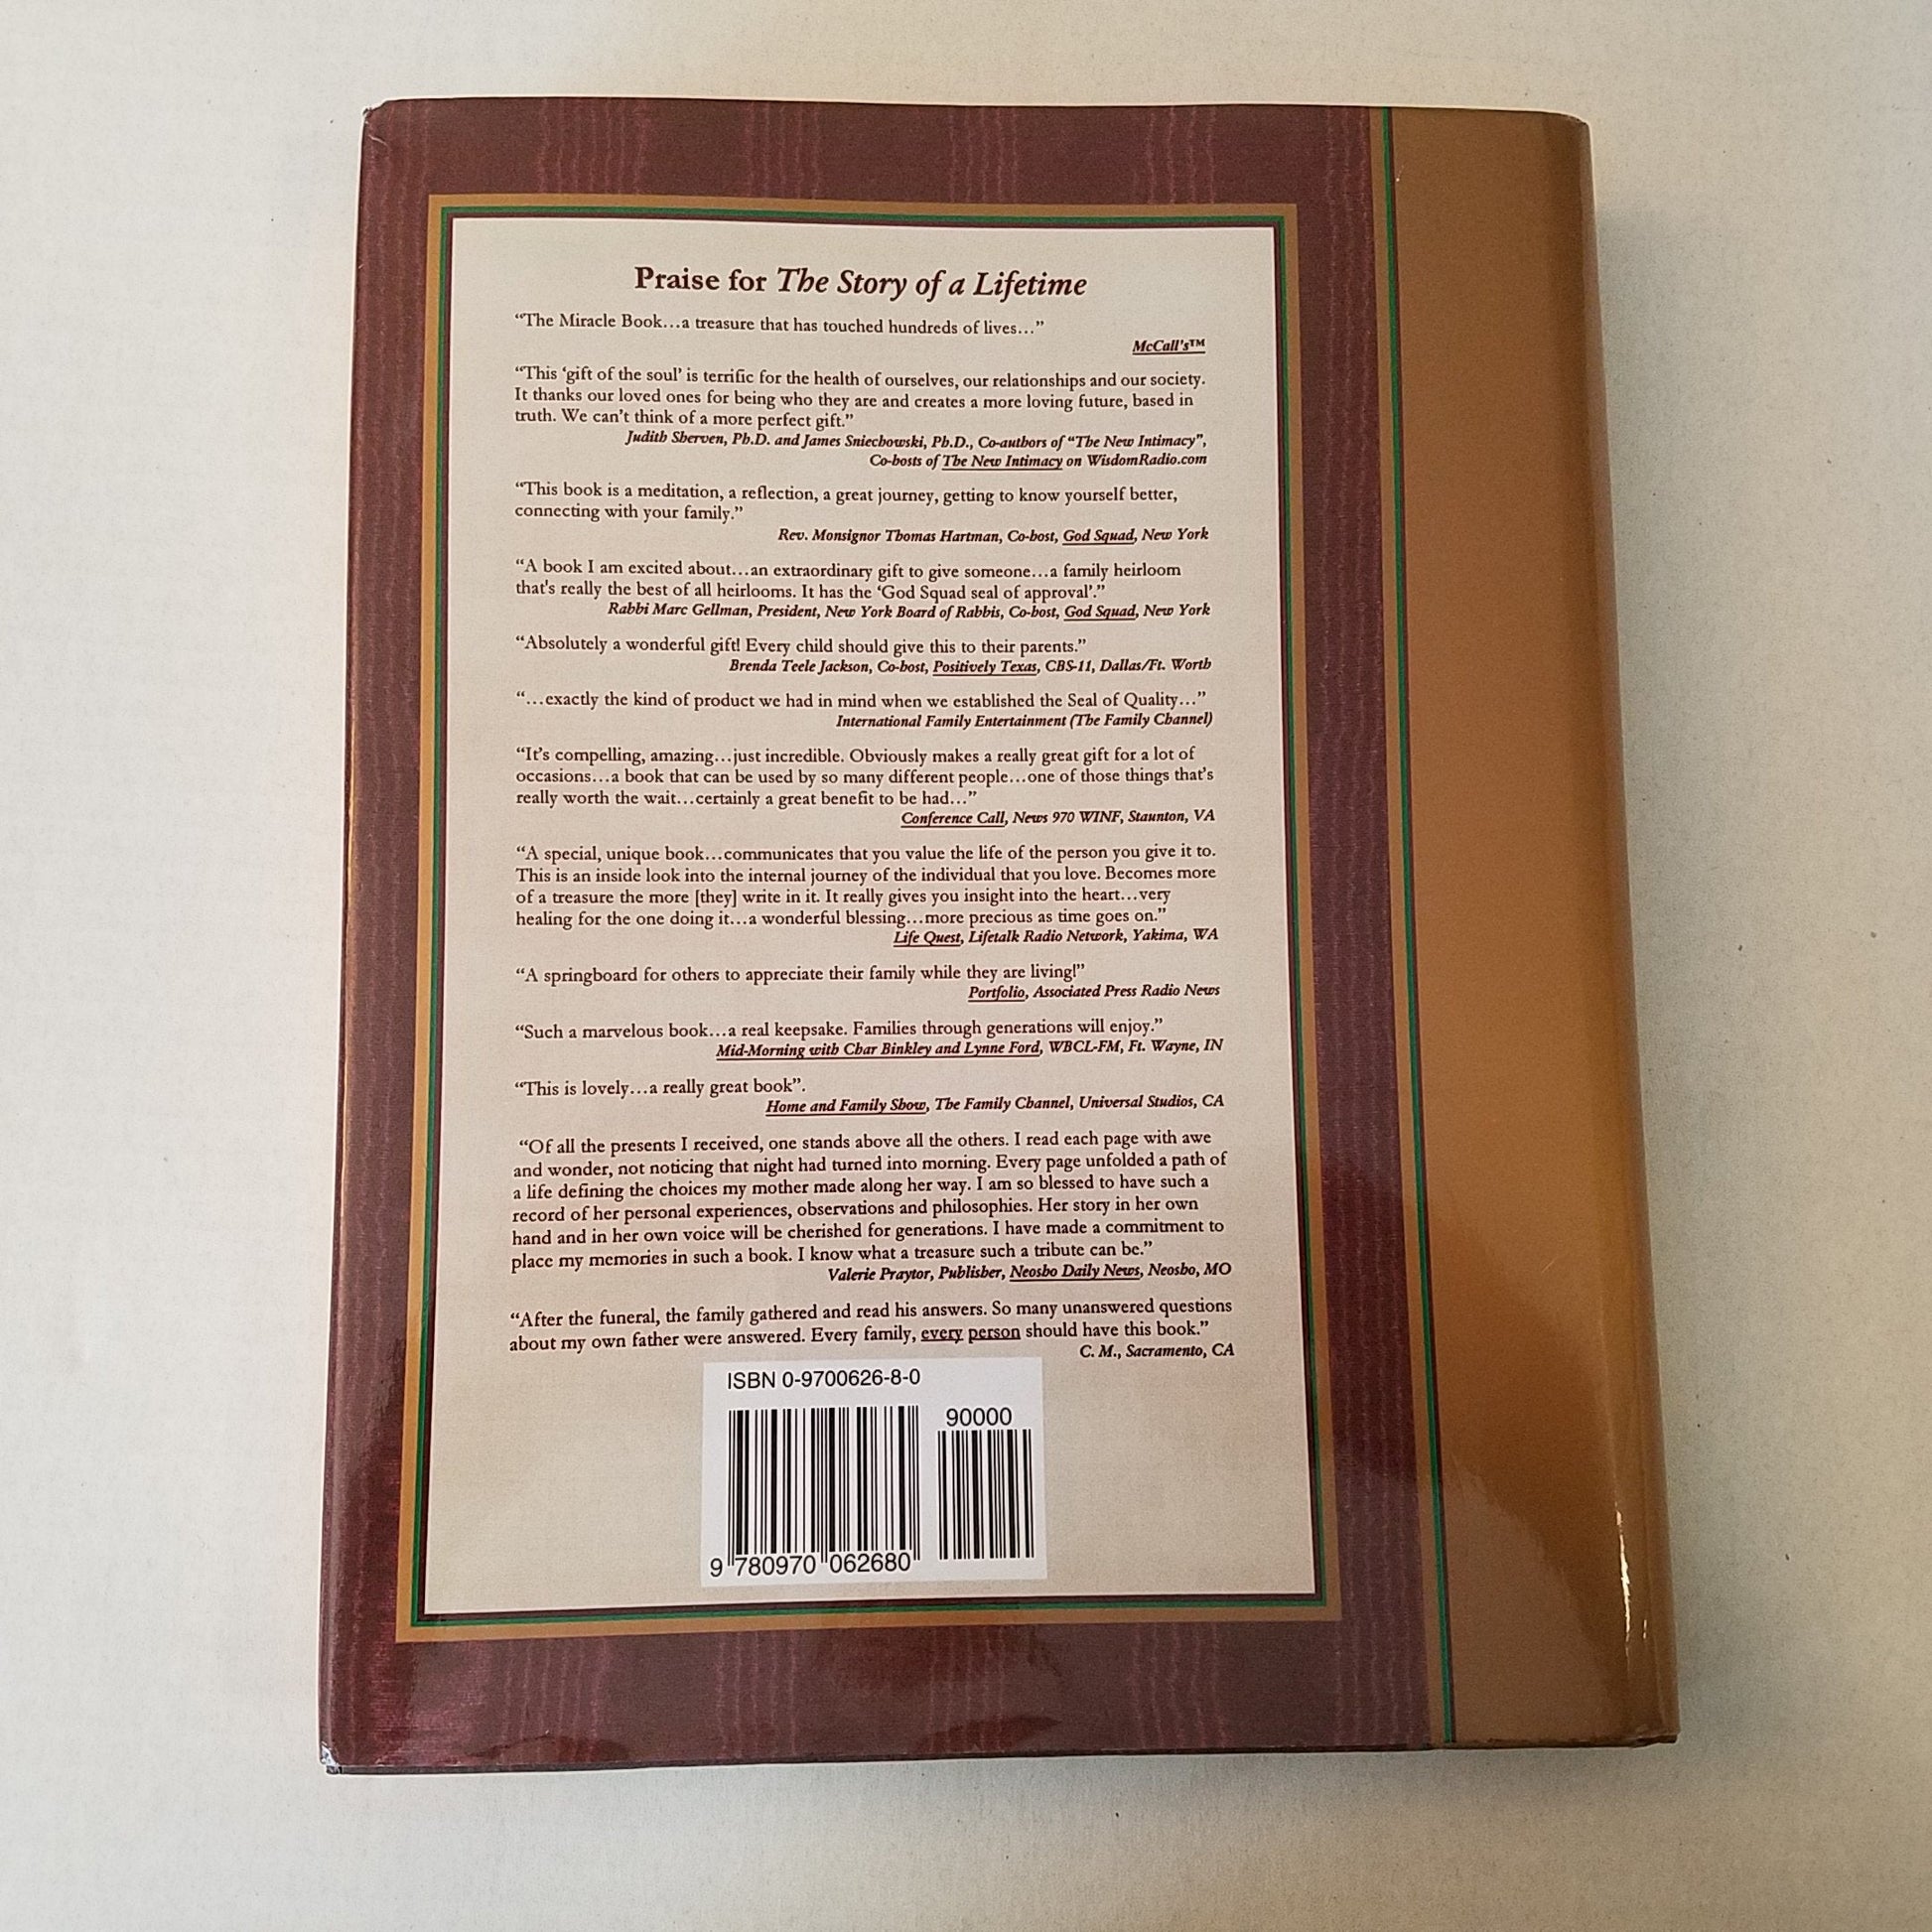 Praise for The Story of a Lifetime
“The Miracle Book...a treasure that has touched hundreds of lives...”
McCall's™
“This ‘gift of the soul’ is terrific for the health of ourselves, our relationships and our society.
It thanks our loved ones for being who they are and creates a more loving future, based in
truth. We can't think of a more perfect gift.”
Judith Sherven, Ph.D. and James Sniechowski, Ph.D., Co-authors of “The New Intimacy”,
Co-hosts of The New Intimacy on WisdomRadio.com
“This book is a meditation, a reflection, a great journey, getting to know yourself better,
connecting with your family.”
Rev. Monsignor Thomas Hartman, Co-host, God Squad, New York
“A book I am excited about...an extraordinary gift to give someone...a family heirloom
that's really the best of all heirlooms. It has the ‘God Squad seal of approval’.”
Rabbi Marc Gellman, President, New York Board of Rabbis, Co-host, God Squad, New York
“Absolutely a wonderful gift! Every child should give this to their parents.”
Brenda Teele Jackson, Co-host, Positively Texas, CBS-11, Dallas/Ft. Worth
“...exactly the kind of product we had in mind when we established the Seal of Quality...”
International Family Entertainment (The Family Channel)
“It's compelling, amazing...just incredible. Obviously makes a really great gift for a lot of
occasions...a book that can be used by so many different people...one of those things that's
really worth the wait...certainly a great benefit to be had...”
Conference Call, News 970 WINF, Staunton, VA
“A special, unique book...communicates that you value the life of the person you give it to.
This is an inside look into the internal journey of the individual that you love. Becomes more
of a treasure the more [they] write in it. It really gives you insight into the heart...very
healing for the one doing it...a wonderful blessing...more precious as time goes on.”
Life Quest, Lifetalk Radio Network, Yakima, WA
“A springboard for others to appreciate their family while they are living!”
Portfolio, Associated Press Radio News
“Such a marvelous book...a real keepsake. Families through generations will enjoy.”
Mid-Morning with Char Binkley and Lynne Ford, WBCL-FM, Ft. Wayne, IN
“This is lovely...a really great book”.
Home and Family Show, The Family Channel, Universal Studios, CA
“Of all the presents I received, one stands above all the others. I read each page with awe
and wonder, not noticing that night had turned into morning. Every page unfolded a path of
a life defining the choices my mother made along her way. I am so blessed to have such a
record of her personal experiences, observations and philosophies. Her story in her own
hand and in her own voice will be cherished for generations. I have made a commitment to
place my memories in such a book. I know what a treasure such a tribute can be.”
Valerie Praytor, Publisher, Neosho Daily News, Neosho, MO
“After the funeral, the family gathered and read his answers. So many unanswered questions
about my own father were answered. Every family, every person should have this book.”
C. M., Sacramento, CA
ISBN 0-9700626-8-0
90000
9 780970 062680